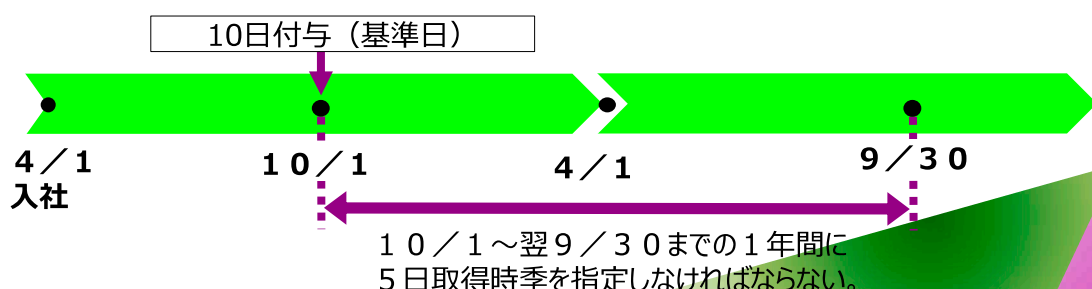 10日付与（基準日）
４／１
入社
１０／１
４／１
９／３０
１０／１～翌９／３０までの１年間に
５日取得時季を指定しなければならない。